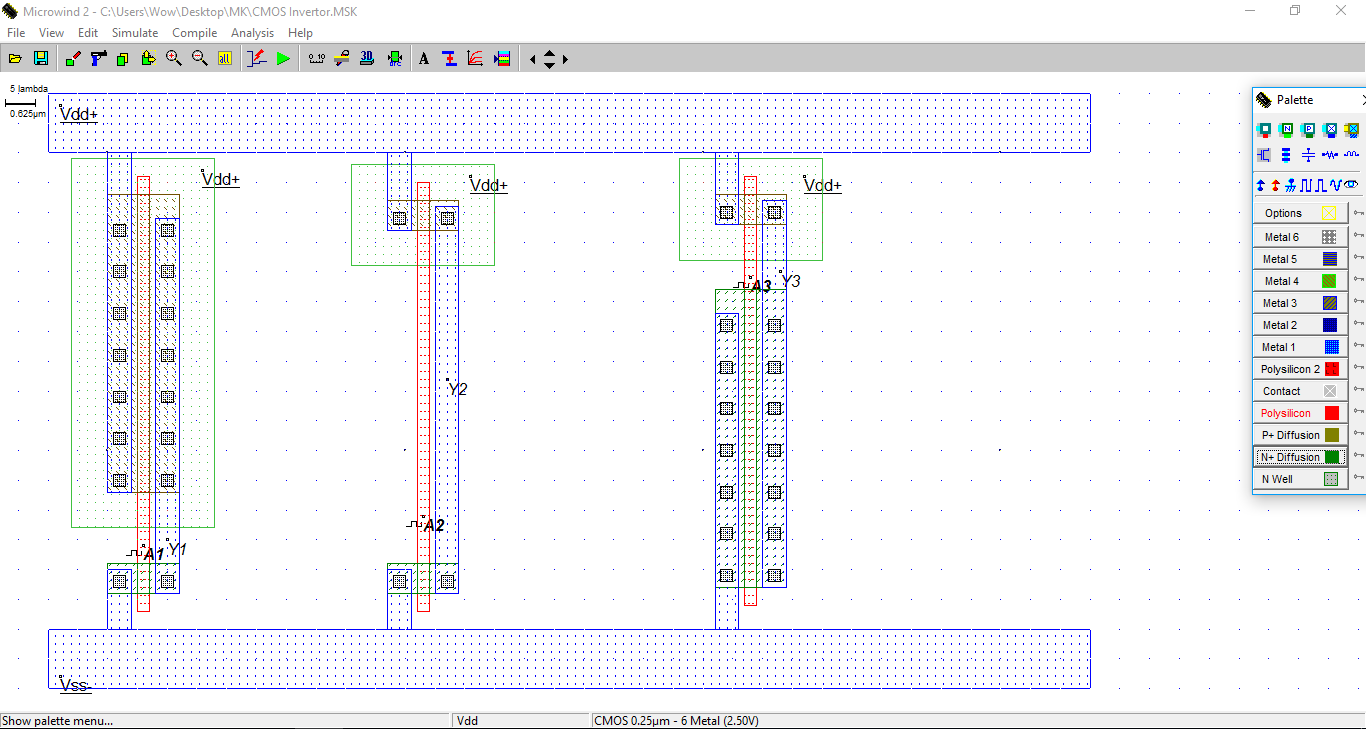 Microwind 2 - C:\Users\Wow\Desktop\MK\CMOS Invertor.MSK
File View Edit Simulate Compile Analysis Help
5 lambda
0.625µm
Vdd+
Vdd+
Vdd+
Vdd+
A3
Y3
Y2
A2
A1
Y1
Vss-
Palette
Options
Metal 6
Metal 5
Metal 4
Metal 3
Metal 2
Metal 1
Polysilicon 2
Contact
Polysilicon
P+ Diffusion
N+ Diffusion
N Well
Show palette menu... Vdd CMOS 0.25µm - 6 Metal (2.50V)